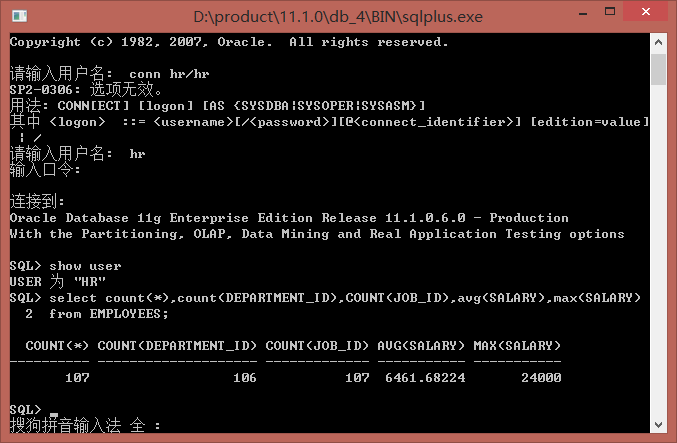 D:\product\11.1.0\db_4\BIN\sqlplus.exe
Copyright (c) 1982, 2007, Oracle.  All rights reserved.
请输入用户名:  conn hr/hr
SP2-0306: 选项无效。
用法: CONN[ECT] [logon] [AS {SYSDBA|SYSOPER|SYSASM}]
其中 <logon>  ::= <username>[/<password>][@<connect_identifier>] [edition=value]
 | /
请输入用户名:  hr
输入口令:
连接到:
Oracle Database 11g Enterprise Edition Release 11.1.0.6.0 - Production
With the Partitioning, OLAP, Data Mining and Real Application Testing options
SQL> show user
USER 为 "HR"
SQL> select count(*),count(DEPARTMENT_ID),COUNT(JOB_ID),avg(SALARY),max(SALARY)
  2  from EMPLOYEES;
  COUNT(*) COUNT(DEPARTMENT_ID) COUNT(JOB_ID) AVG(SALARY) MAX(SALARY)
---------- -------------------- ------------- ----------- -----------
       107                  106           107  6461.68224       24000
SQL> _
搜狗拼音输入法 全 :